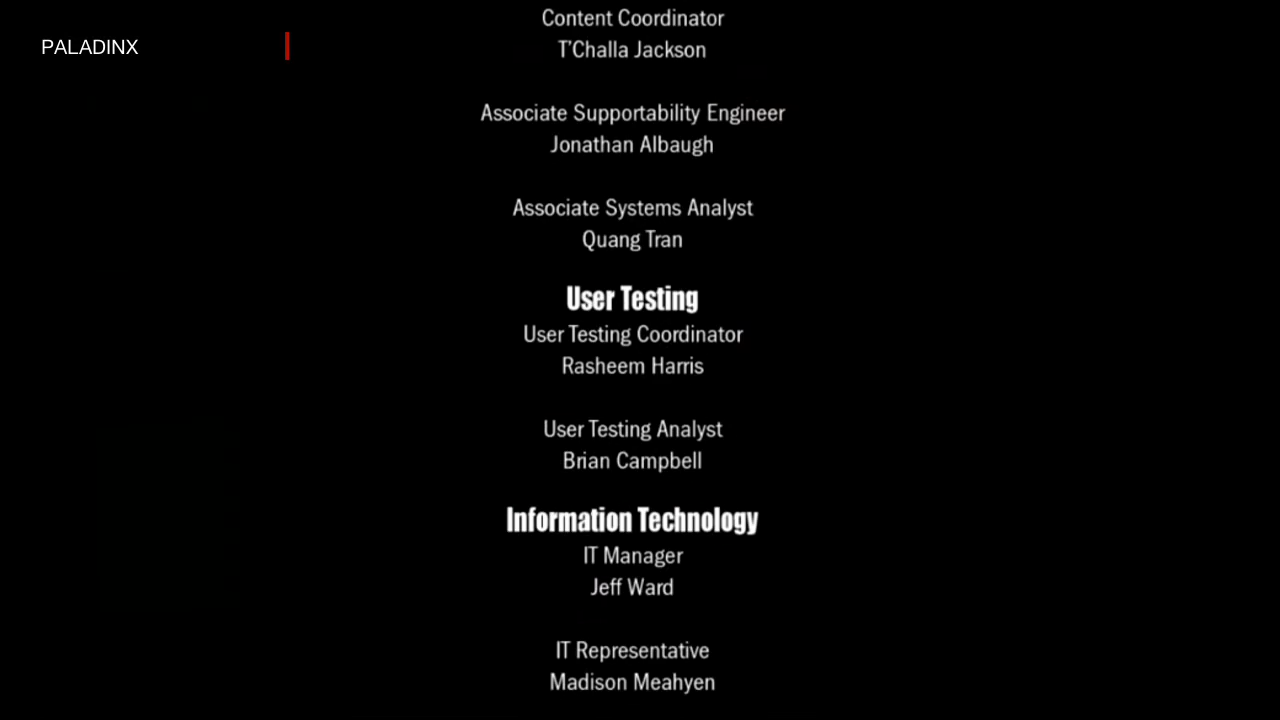 PALADINX
Content Coordinator
T'Challa Jackson
Associate Supportability Engineer
Jonathan Albaugh
Associate Systems Analyst
Quang Tran
User Testing
User Testing Coordinator
Rasheem Harris
User Testing Analyst
Brian Campbell
Information Technology
IT Manager
Jeff Ward
IT Representative
Madison Meahyen